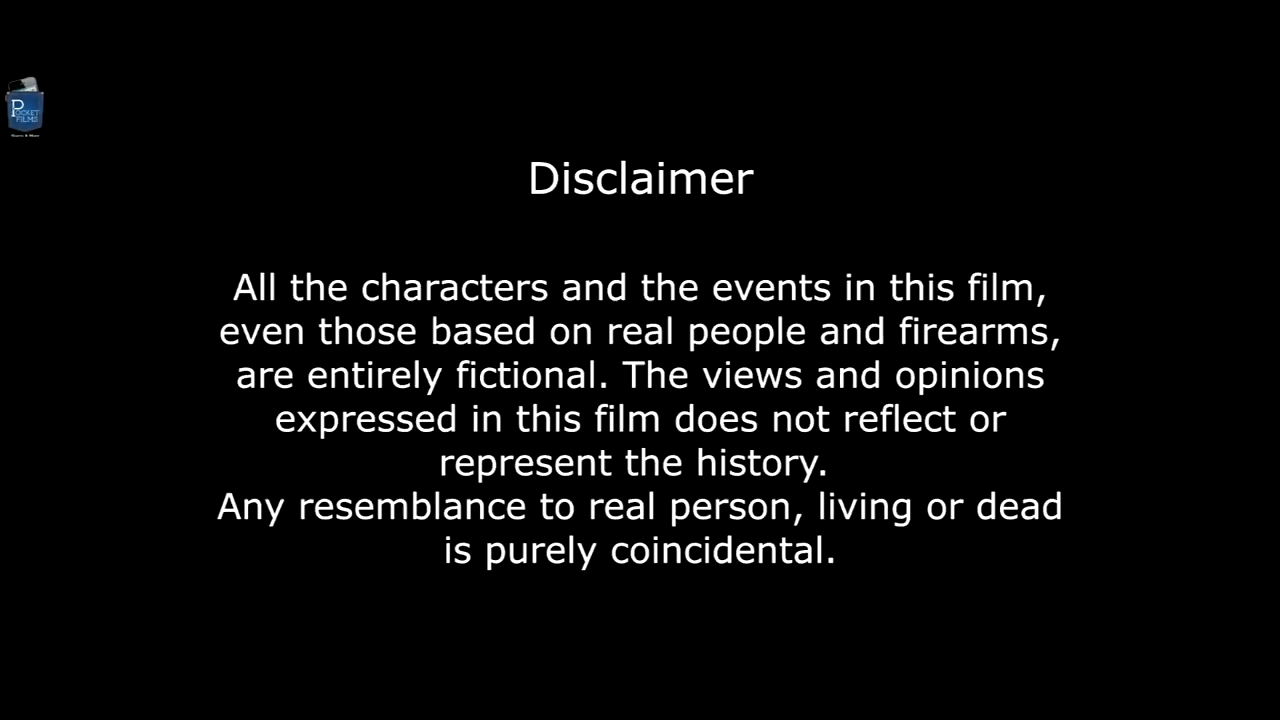 POCKET
FILMS
Disclaimer
All the characters and the events in this film,
even those based on real people and firearms,
are entirely fictional. The views and opinions
expressed in this film does not reflect or
represent the history.
Any resemblance to real person, living or dead
is purely coincidental.